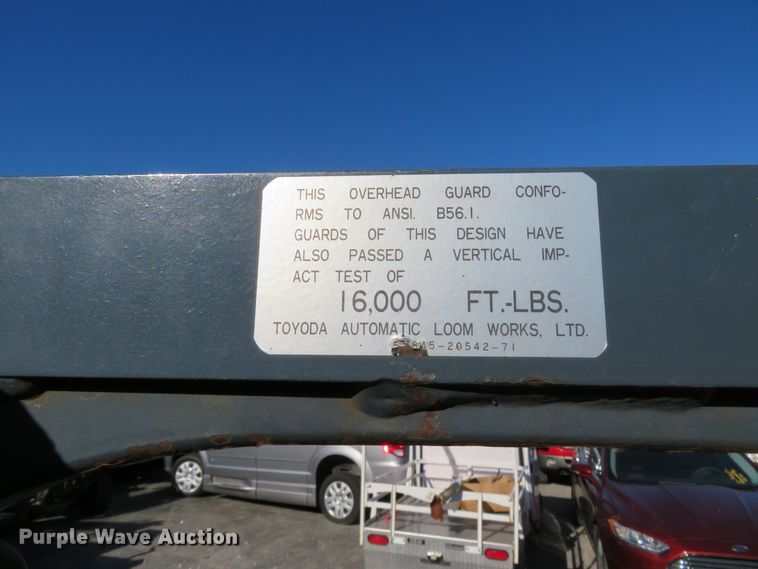 THIS OVERHEAD GUARD CONFO-
RMS TO ANSI. B56.1.
GUARDS OF THIS DESIGN HAVE
ALSO PASSED A VERTICAL IMP-
ACT TEST OF
16,000 FT.-LBS.
TOYODA AUTOMATIC LOOM WORKS, LTD.
Purple Wave Auction